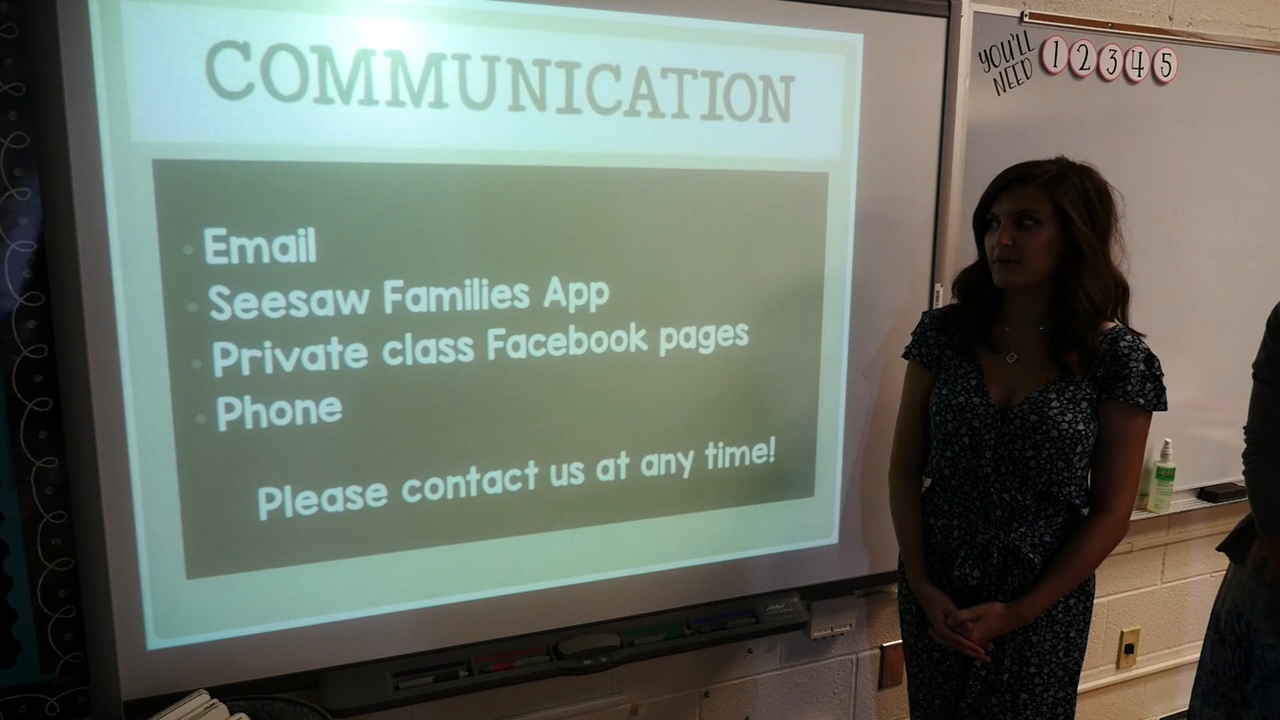 COMMUNICATION
Email
Seesaw Families App
Private class Facebook pages
Phone
Please contact us at any time!
YOU'LL
NEED
1 2 3 4 5